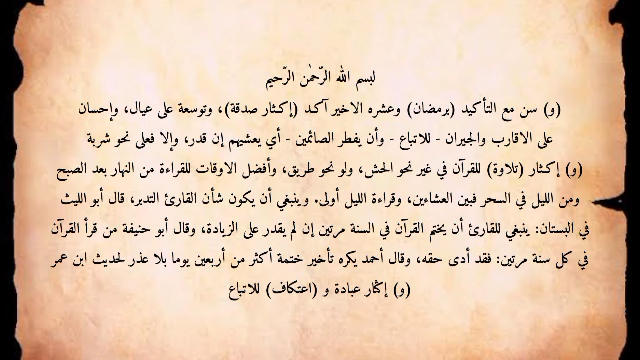 لبسم الله الرّحمٰن الرّحيم
(و) سن مع التأكيد (برمضان) وعشره الاخير آكد (إكثار صدقة)، وتوسعة على عيال، وإحسان
على الاقارب والجيران - للاتباع - وأن يفطر الصائمين - أي يعشيهم إن قدر، وإلا فعلى نحو شربة
(و) إكثار (تلاوة) للقرآن في غير نحو الحش، ولو نحو طريق، وأفضل الاوقات للقراءة من النهار بعد الصبح
ومن الليل في السحر فبين العشاءين، وقراءة الليل أولى. وينبغي أن يكون شأن القارئ التدبر، قال أبو الليث
في البستان: ينبغي للقارئ أن يختم القرآن في السنة مرتين إن لم يقدر على الزيادة، وقال أبو حنيفة من قرأ القرآن
في كل سنة مرتين: فقد أدى حقه، وقال أحمد يكره تأخير ختمة أكثر من أربعين يوما بلا عذر لحديث ابن عمر
(و) إكثار عبادة و (اعتكاف) للاتباع